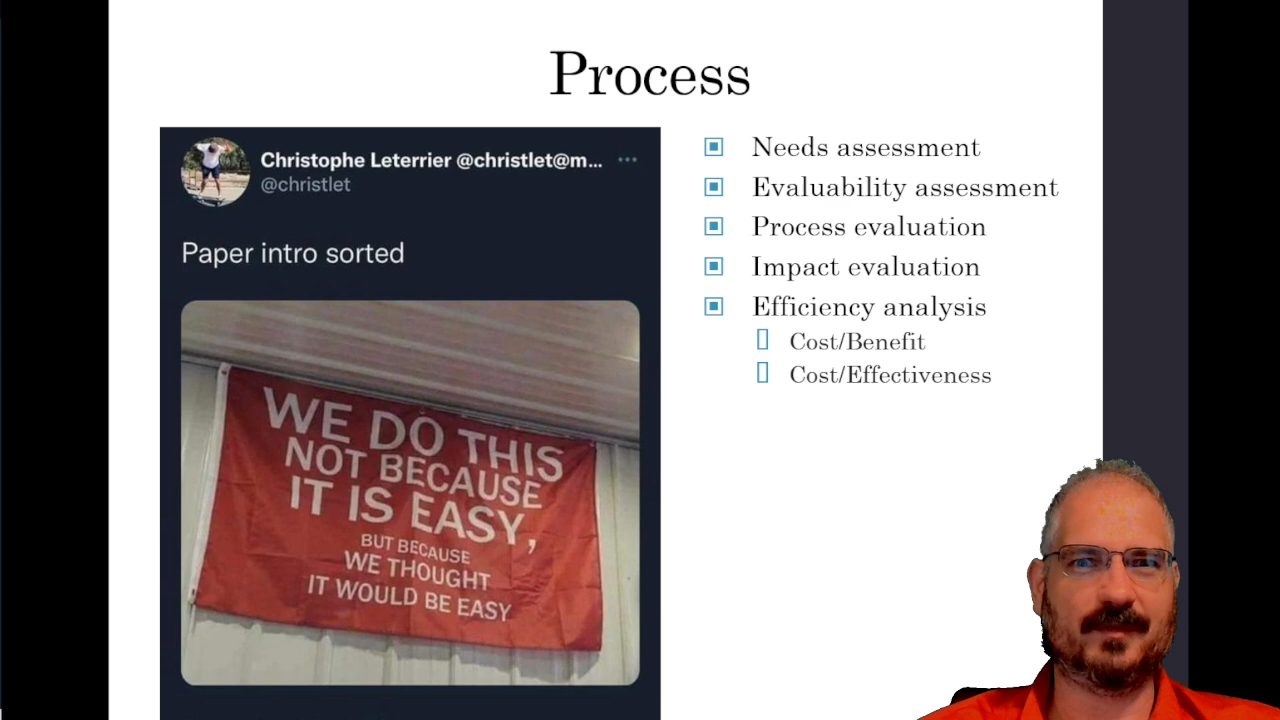 Process
Christophe Leterrier @christlet@m...
@christlet
Paper intro sorted
WE DO THIS
NOT BECAUSE
IT IS EASY,
BUT BECAUSE
WE THOUGHT
IT WOULD BE EASY
Needs assessment
Evaluability assessment
Process evaluation
Impact evaluation
Efficiency analysis
Cost/Benefit
Cost/Effectiveness